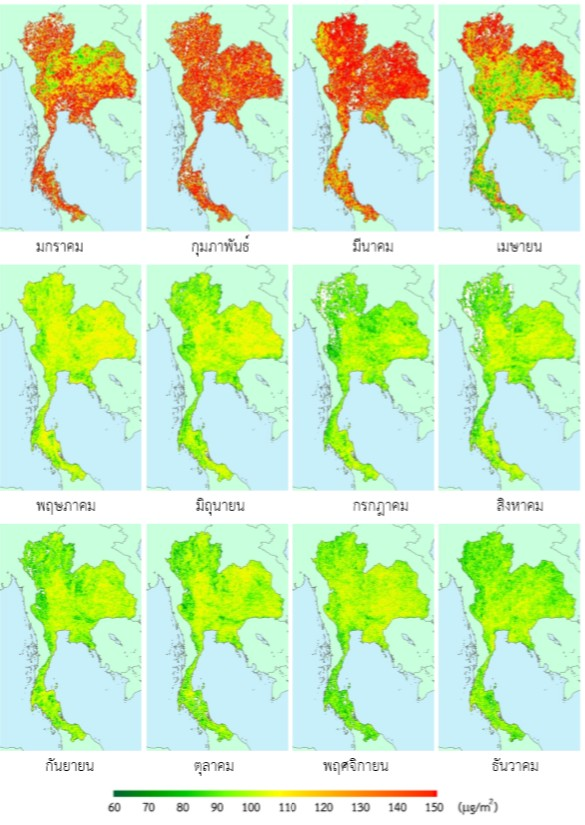 มกราคม กุมภาพันธ์ มีนาคม เมษายน
พฤษภาคม มิถุนายน กรกฎาคม สิงหาคม
กันยายน ตุลาคม พฤศจิกายน ธันวาคม
60 70 80 90 100 110 120 130 140 150 (µg/m²)